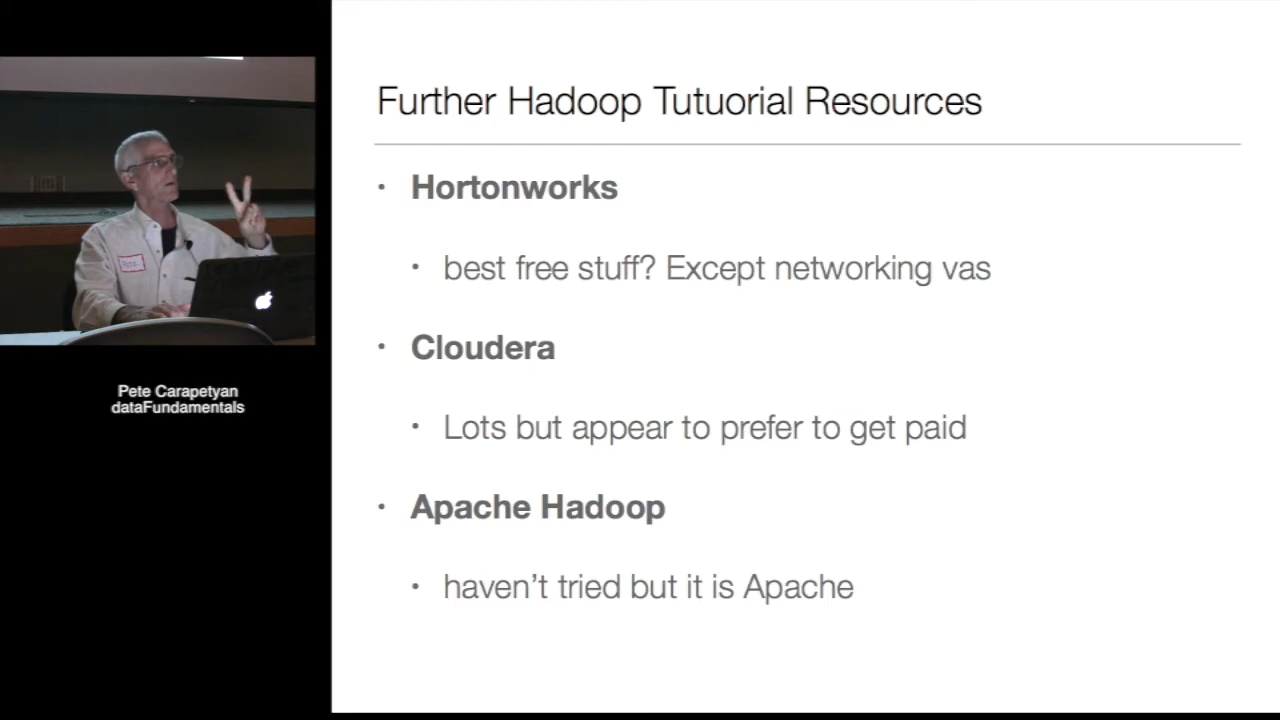 Further Hadoop Tutuorial Resources
• Hortonworks
• best free stuff? Except networking vas
• Cloudera
• Lots but appear to prefer to get paid
• Apache Hadoop
• haven't tried but it is Apache
Pete Carapetyan
dataFundamentals